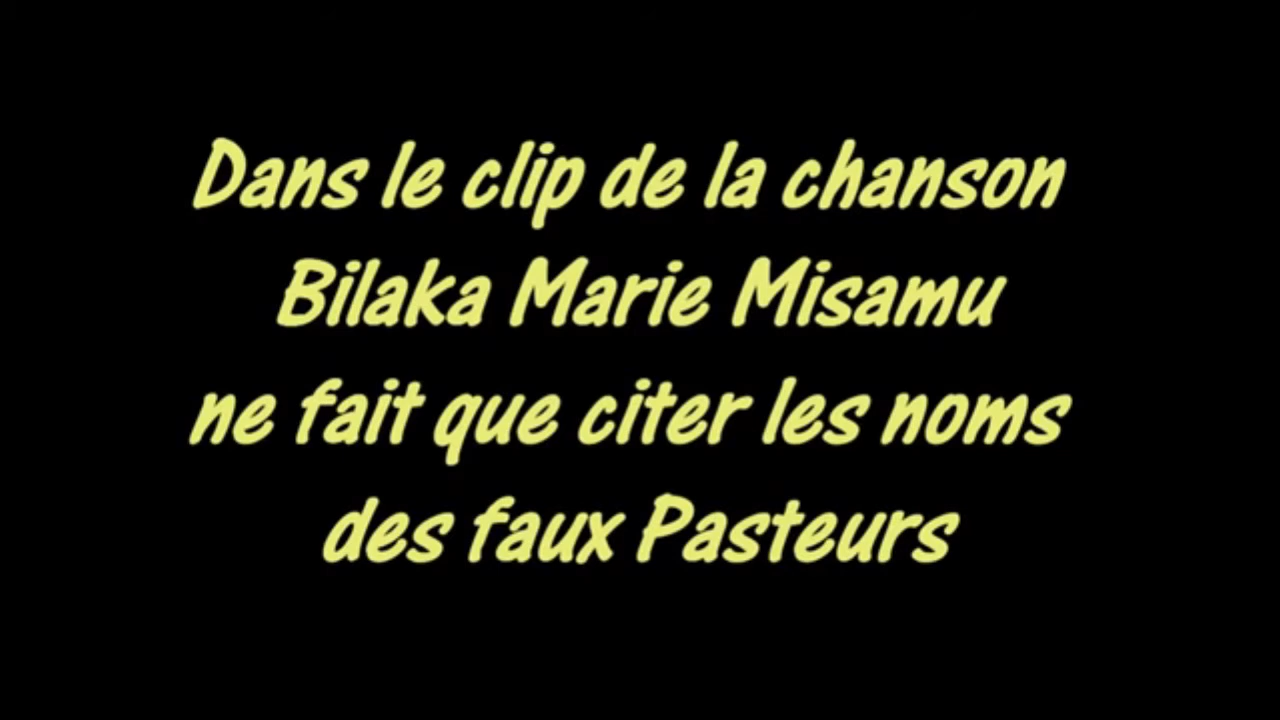 Dans le clip de la chanson
Bilaka Marie Misamu
ne fait que citer les noms
des faux Pasteurs